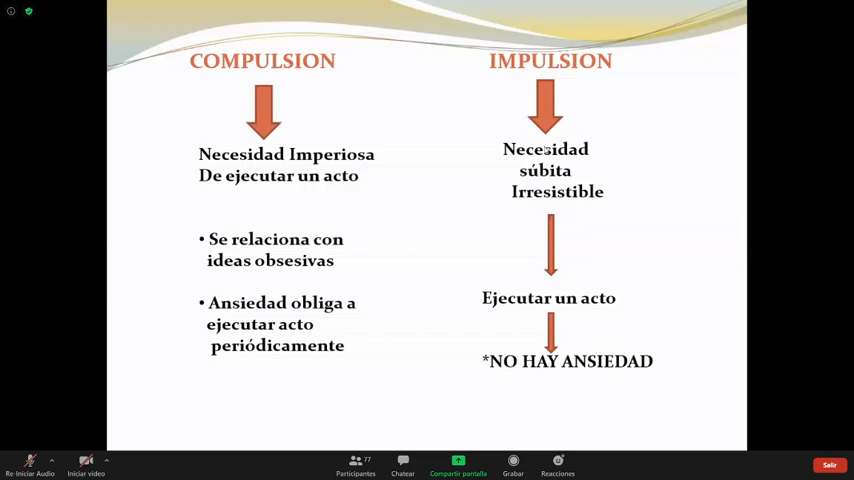 COMPULSION
Necesidad Imperiosa
De ejecutar un acto
• Se relaciona con
ideas obsesivas
• Ansiedad obliga a
ejecutar acto
periódicamente
IMPULSION
Necesidad
súbita
Irresistible
Ejecutar un acto
*NO HAY ANSIEDAD
Re-Iniciar Audio
Iniciar video
77
Participantes
Chatear
Compartir pantalla
Grabar
Reacciones
Salir